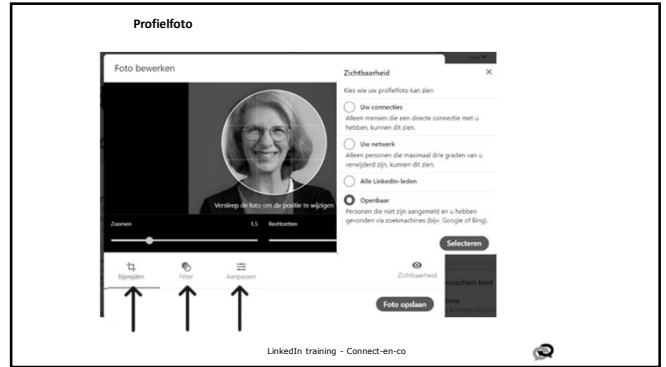 Profielfoto
Foto bewerken
Versleep de foto om de positie te wijzigen
Zoomen 1.5 Rechtzetten
Bijsnijden Filter Aanpassen
Zichtbaarheid
Foto opslaan
Zichtbaarheid
Kies wie uw profielfoto kan zien
Uw connecties
Alleen mensen die een directe connectie met u
hebben, kunnen dit zien.
Uw netwerk
Alleen personen die maximaal drie graden van u
verwijderd zijn, kunnen dit zien.
Alle LinkedIn-leden
Openbaar
Personen die niet zijn aangemeld en u hebben
gevonden via zoekmachines (bijv. Google of Bing).
Selecteren
kent
LinkedIn training - Connect-en-co